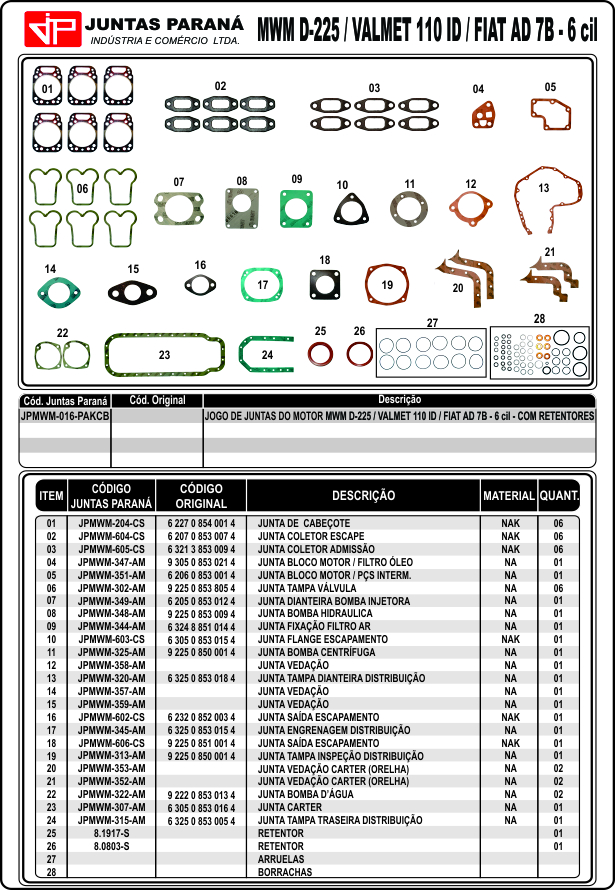 JP
JUNTAS PARANÁ
INDÚSTRIA E COMÉRCIO LTDA.
MWM D-225 / VALMET 110 ID / FIAT AD 7B - 6 cil
01
02
03
04
05
06
07
08
09
10
11
12
13
14
15
16
17
18
19
20
21
22
23
24
25
26
27
28
Cód. Juntas Paraná Cód. Original Descrição
JPMWM-016-PAKCB JOGO DE JUNTAS DO MOTOR MWM D-225 / VALMET 110 ID / FIAT AD 7B - 6 cil - COM RETENTORES
ITEM CÓDIGO JUNTAS PARANÁ CÓDIGO ORIGINAL DESCRIÇÃO MATERIAL QUANT.
01 JPMWM-204-CS 6 227 0 854 001 4 JUNTA DE CABEÇOTE NAK 06
02 JPMWM-604-CS 6 207 0 853 007 4 JUNTA COLETOR ESCAPE NAK 06
03 JPMWM-605-CS 6 321 3 853 009 4 JUNTA COLETOR ADMISSÃO NAK 06
04 JPMWM-347-AM 9 305 0 853 021 4 JUNTA BLOCO MOTOR / FILTRO ÓLEO NA 01
05 JPMWM-351-AM 6 206 0 853 001 4 JUNTA BLOCO MOTOR / PÇS INTERM. NA 01
06 JPMWM-302-AM 9 225 0 853 805 4 JUNTA TAMPA VÁLVULA NA 06
07 JPMWM-349-AM 6 205 0 853 012 4 JUNTA DIANTEIRA BOMBA INJETORA NA 01
08 JPMWM-348-AM 9 225 0 853 009 4 JUNTA BOMBA HIDRAULICA NA 01
09 JPMWM-344-AM 6 324 8 851 014 4 JUNTA FIXAÇÃO FILTRO AR NA 01
10 JPMWM-603-CS 6 305 0 015 853 4 JUNTA FLANGE ESCAPAMENTO NAK 01
11 JPMWM-325-AM 9 225 0 850 001 4 JUNTA BOMBA CENTRÍFUGA NA 01
12 JPMWM-358-AM JUNTA VEDAÇÃO NA 01
13 JPMWM-320-AM 6 325 0 853 018 4 JUNTA TAMPA DIANTEIRA DISTRIBUIÇÃO NA 01
14 JPMWM-357-AM JUNTA VEDAÇÃO NA 01
15 JPMWM-359-AM JUNTA VEDAÇÃO NA 01
16 JPMWM-602-CS 6 232 0 852 003 4 JUNTA SAÍDA ESCAPAMENTO NAK 01
17 JPMWM-345-AM 6 325 0 853 015 4 JUNTA ENGRENAGEM DISTRIBUIÇÃO NA 01
18 JPMWM-606-CS 9 225 0 851 001 4 JUNTA SAÍDA ESCAPAMENTO NAK 01
19 JPMWM-313-AM 9 225 0 850 001 4 JUNTA TAMPA INSPEÇÃO DISTRIBUIÇÃO NA 01
20 JPMWM-353-AM JUNTA VEDAÇÃO CARTER (ORELHA) NA 02
21 JPMWM-352-AM JUNTA VEDAÇÃO CARTER (ORELHA) NA 02
22 JPMWM-322-AM 9 222 0 853 013 4 JUNTA BOMBA D'ÁGUA NA 02
23 JPMWM-307-AM 6 305 0 853 016 4 JUNTA CARTER NA 01
24 JPMWM-315-AM 6 325 0 853 005 4 JUNTA TAMPA TRASEIRA DISTRIBUIÇÃO NA 01
25 8.1917-S RETENTOR 01
26 8.0803-S RETENTOR 01
27 ARRUELAS
28 BORRACHAS